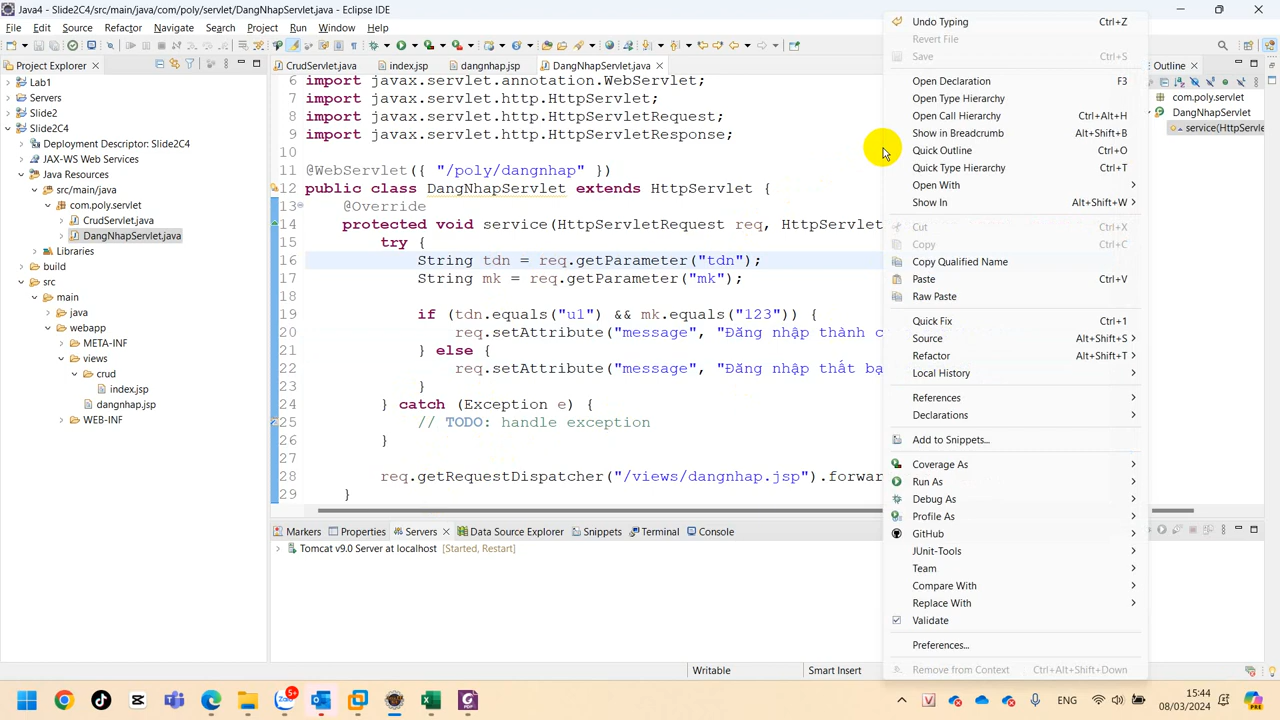 Java4 - Slide2C4/src/main/java/com/poly/servlet/DangNhapServlet.java - Eclipse IDE
File Edit Source Refactor Navigate Search Project Run Window Help
Project Explorer
Lab1
Servers
Slide2
Slide2C4
Deployment Descriptor: Slide2C4
JAX-WS Web Services
Java Resources
src/main/java
com.poly.servlet
CrudServlet.java
DangNhapServlet.java
Libraries
build
src
main
java
webapp
META-INF
views
crud
index.jsp
dangnhap.jsp
WEB-INF
CrudServlet.java index.jsp dangnhap.jsp DangNhapServlet.java
6 import javax.servlet.annotation.WebServlet;
7 import javax.servlet.http.HttpServlet;
8 import javax.servlet.http.HttpServletRequest;
9 import javax.servlet.http.HttpServletResponse;
10
11 @WebServlet({ "/poly/dangnhap" })
12 public class DangNhapServlet extends HttpServlet {
13 @Override
14 protected void service(HttpServletRequest req, HttpServlet
15 try {
16 String tdn = req.getParameter("tdn");
17 String mk = req.getParameter("mk");
18
19 if (tdn.equals("u1") && mk.equals("123")) {
20 req.setAttribute("message", "Đăng nhập thành c
21 } else {
22 req.setAttribute("message", "Đăng nhập thất bạ
23 }
24 } catch (Exception e) {
25 // TODO: handle exception
26 }
27
28 req.getRequestDispatcher("/views/dangnhap.jsp").forwar
29 }
Markers Properties Servers Data Source Explorer Snippets Terminal Console
Tomcat v9.0 Server at localhost [Started, Restart]
Writable Smart Insert
Undo Typing Ctrl+Z
Revert File
Save Ctrl+S
Open Declaration F3
Open Type Hierarchy
Open Call Hierarchy Ctrl+Alt+H
Show in Breadcrumb Alt+Shift+B
Quick Outline Ctrl+O
Quick Type Hierarchy Ctrl+T
Open With
Show In Alt+Shift+W
Cut Ctrl+X
Copy Ctrl+C
Copy Qualified Name
Paste Ctrl+V
Raw Paste
Quick Fix Ctrl+1
Source Alt+Shift+S
Refactor Alt+Shift+T
Local History
References
Declarations
Add to Snippets...
Coverage As
Run As
Debug As
Profile As
GitHub
JUnit-Tools
Team
Compare With
Replace With
Validate
Preferences...
Remove from Context Ctrl+Alt+Shift+Down
Outline
com.poly.servlet
DangNhapServlet
service(HttpServle
5+
Zalo
ENG
15:44
08/03/2024
PRE